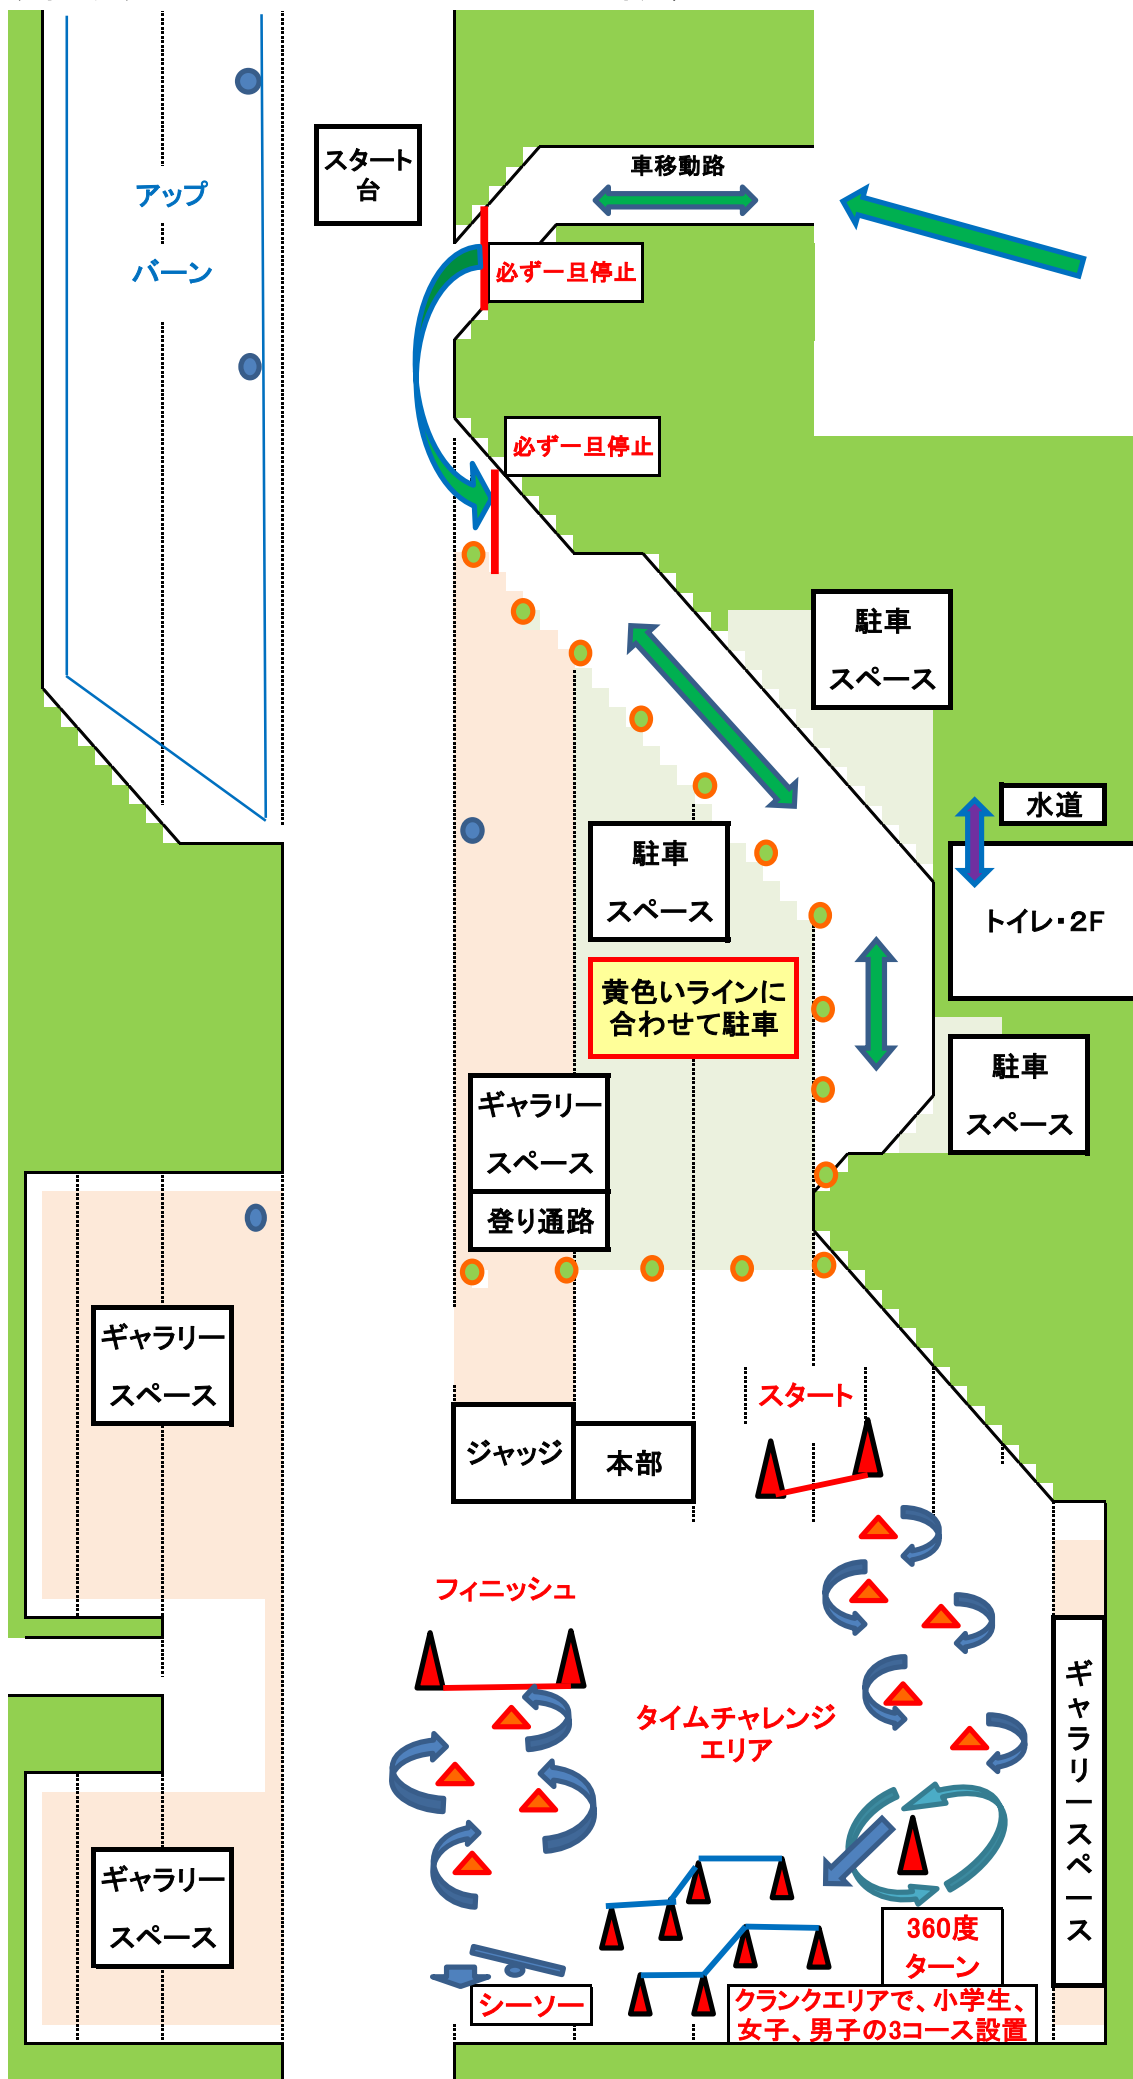 スタート
台
車移動路
アップ
バーン
必ず一旦停止
必ず一旦停止
駐車
スペース
水道
駐車
スペース
トイレ・2F
黄色いラインに
合わせて駐車
駐車
スペース
ギャラリー
スペース
登り通路
ギャラリー
スペース
スタート
ジャッジ
本部
フィニッシュ
タイムチャレンジ
エリア
ギャラリースペース
ギャラリー
スペース
360度
ターン
シーソー
クランクエリアで、小学生、
女子、男子の3コース設置